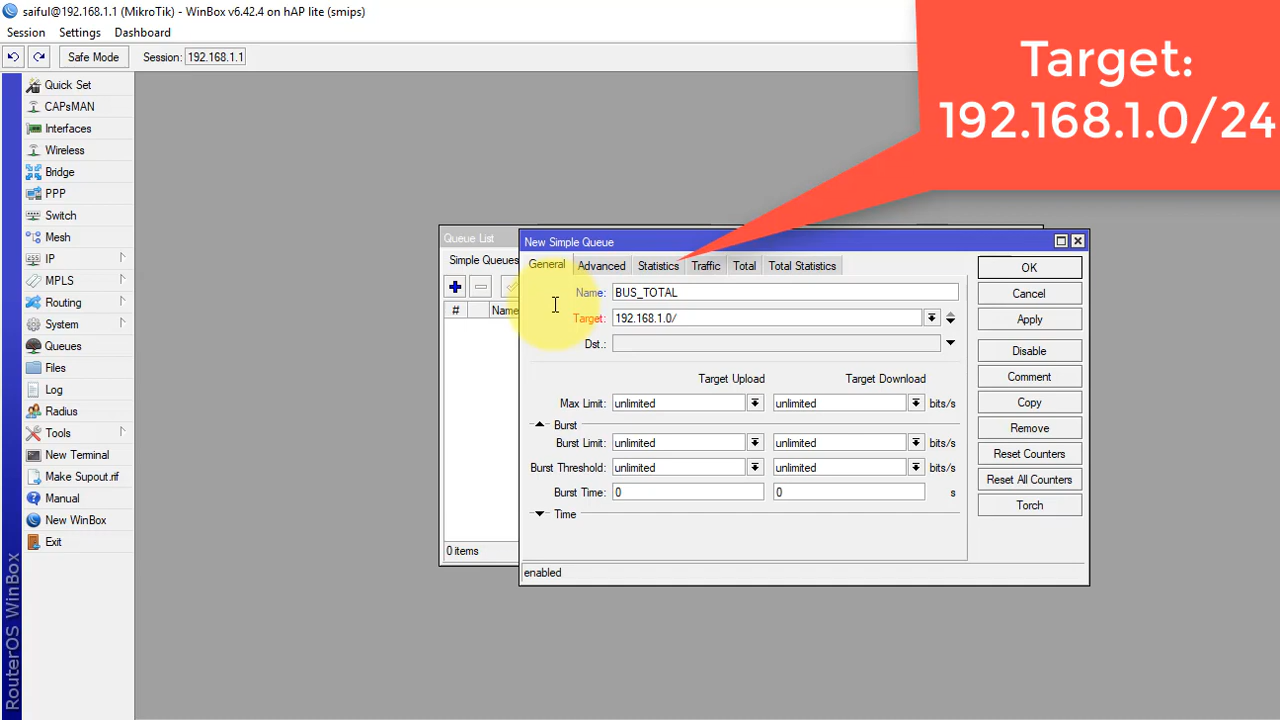 saiful@192.168.1.1 (MikroTik) - WinBox v6.42.4 on hAP lite (smips)
Session Settings Dashboard
Safe Mode Session: 192.168.1.1
Target:
192.168.1.0/24
Quick Set
CAPsMAN
Interfaces
Wireless
Bridge
PPP
Switch
Mesh
IP
MPLS
Routing
System
Queues
Files
Log
Radius
Tools
New Terminal
Make Supout.rif
Manual
New WinBox
Exit
RouterOS WinBox
Queue List
Simple Queues
# Name
0 items
New Simple Queue
General Advanced Statistics Traffic Total Total Statistics
Name: BUS_TOTAL
Target: 192.168.1.0/
Dst.:
Target Upload Target Download
Max Limit: unlimited unlimited bits/s
Burst
Burst Limit: unlimited unlimited bits/s
Burst Threshold: unlimited unlimited bits/s
Burst Time: 0 0 s
Time
enabled
OK
Cancel
Apply
Disable
Comment
Copy
Remove
Reset Counters
Reset All Counters
Torch